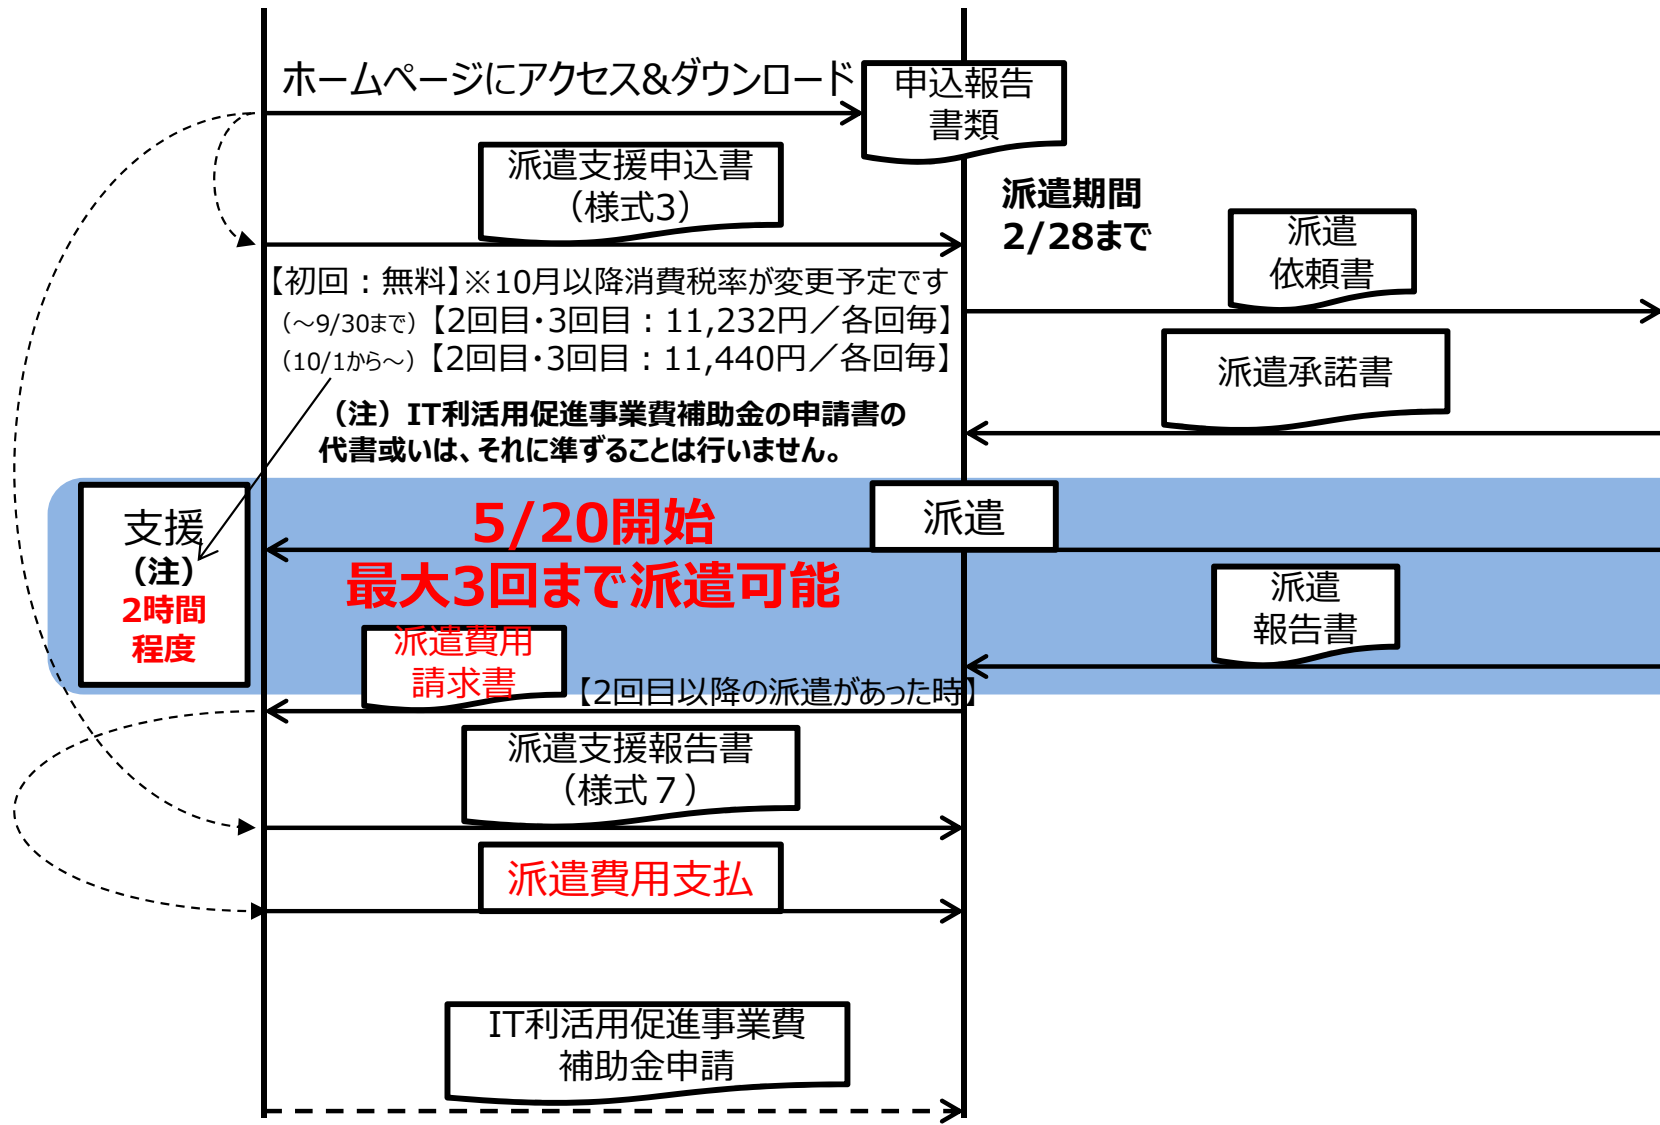 ホームページにアクセス&ダウンロード
申込報告
書類
派遣支援申込書
（様式3）
派遣期間
2/28まで
派遣
依頼書
【初回：無料】※10月以降消費税率が変更予定です
（～9/30まで）【2回目・3回目：11,232円／各回毎】
（10/1から～）【2回目・3回目：11,440円／各回毎】
派遣承諾書
（注）IT利活用促進事業費補助金の申請書の
代書或いは、それに準ずることは行いません。
支援
（注）
2時間
程度
5/20開始
最大3回まで派遣可能
派遣
派遣
報告書
派遣費用
請求書
【2回目以降の派遣があった時】
派遣支援報告書
（様式７）
派遣費用支払
IT利活用促進事業費
補助金申請